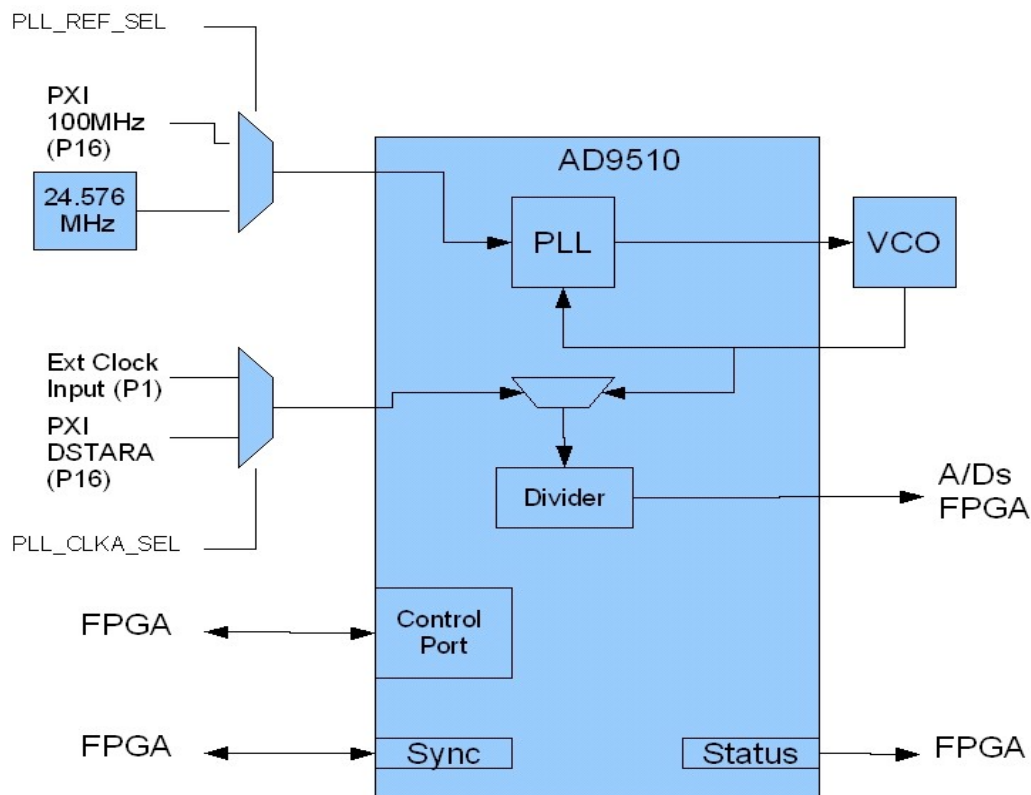 PLL_REF_SEL
PXI
100MHz
(P16)
24.576
MHz
AD9510
PLL
VCO
Ext Clock
Input (P1)
PXI
DSTARA
(P16)
Divider
A/Ds
FPGA
PLL_CLKA_SEL
FPGA
Control
Port
FPGA
Sync
Status
FPGA